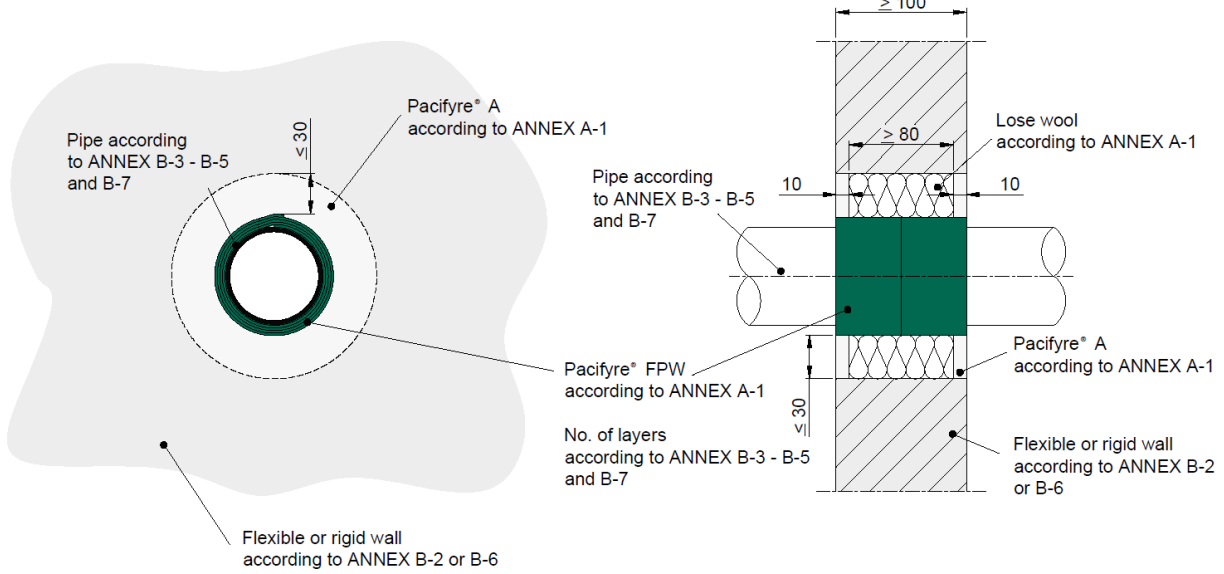 Pacifyre® A
according to ANNEX A-1
Pipe according
to ANNEX B-3 - B-5
and B-7
≤ 30
Pacifyre® FPW
according to ANNEX A-1
No. of layers
according to ANNEX B-3 - B-5
and B-7
Flexible or rigid wall
according to ANNEX B-2 or B-6
≥ 100
≥ 80
Lose wool
according to ANNEX A-1
Pipe according
to ANNEX B-3 - B-5
and B-7
10
10
≤ 30
Pacifyre® A
according to ANNEX A-1
Flexible or rigid wall
according to ANNEX B-2
or B-6